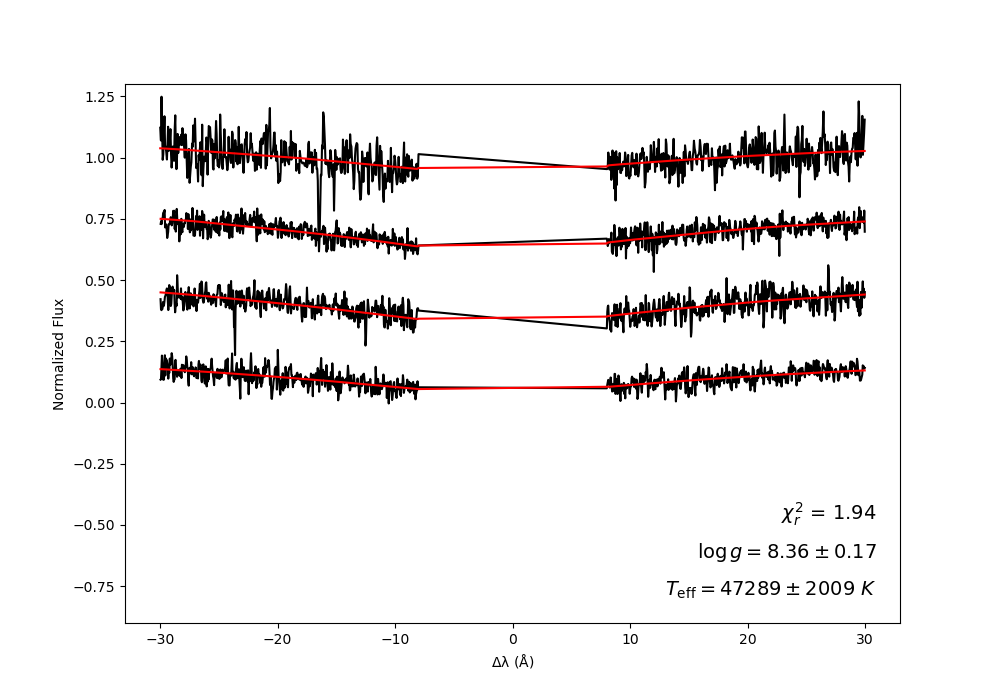 1.25
1.00
0.75
0.50
0.25
0.00
−0.25
−0.50
−0.75
Normalized Flux
χ²ᵣ = 1.94
log g = 8.36 ± 0.17
T_eff = 47289 ± 2009 K
−30 −20 −10 0 10 20 30
Δλ (Å)